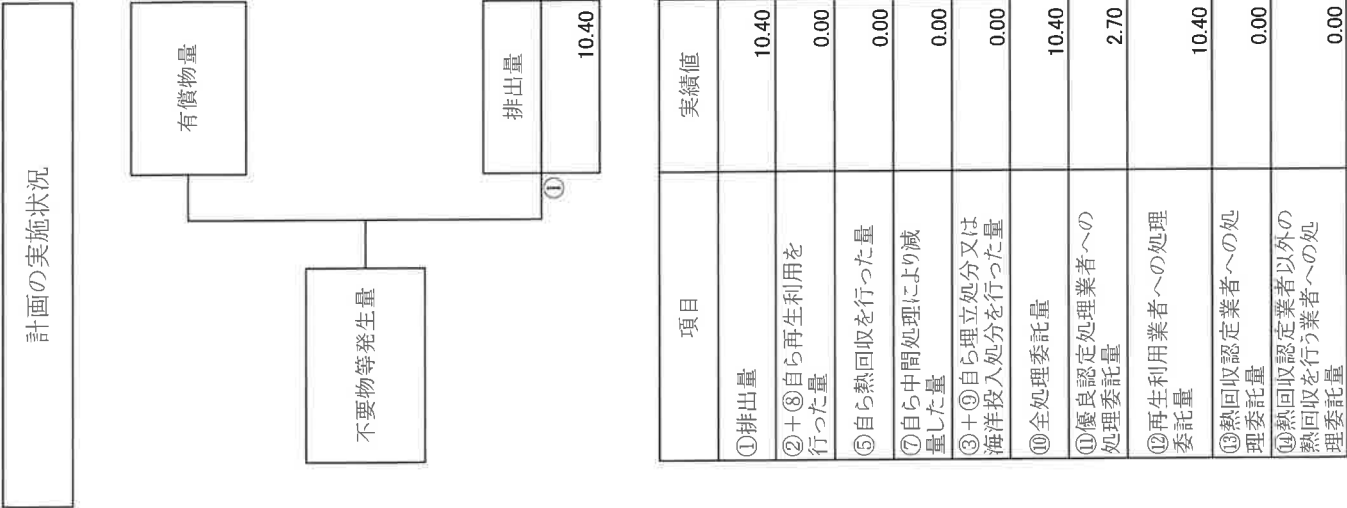 計画の実施状況
有償物量
不要物等発生量
①
排出量
10.40
項目
実績値
①排出量
10.40
②+⑧自ら再生利用を
行った量
0.00
⑤自ら熱回収を行った量
0.00
⑦自ら中間処理により減
量した量
0.00
③+⑨自ら埋立処分又は
海洋投入処分を行った量
0.00
⑩全処理委託量
10.40
⑪優良認定処理業者への
処理委託量
2.70
⑫再生利用業者への処理
委託量
10.40
⑬熱回収認定業者への処
理委託量
0.00
⑭熱回収認定業者以外の
熱回収を行う業者への処
理委託量
0.00